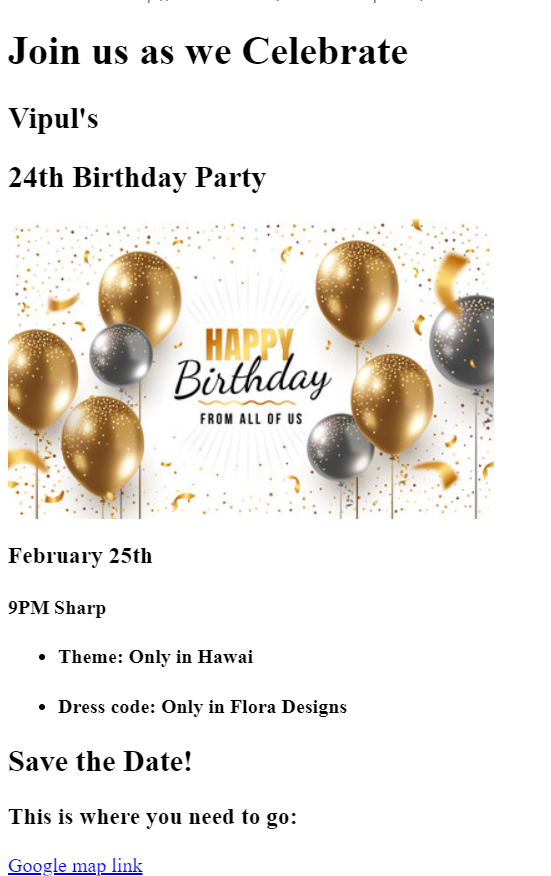 Join us as we Celebrate
Vipul's
24th Birthday Party
HAPPY
Birthday
FROM ALL OF US
February 25th
9PM Sharp
Theme: Only in Hawai
Dress code: Only in Flora Designs
Save the Date!
This is where you need to go:
Google map link